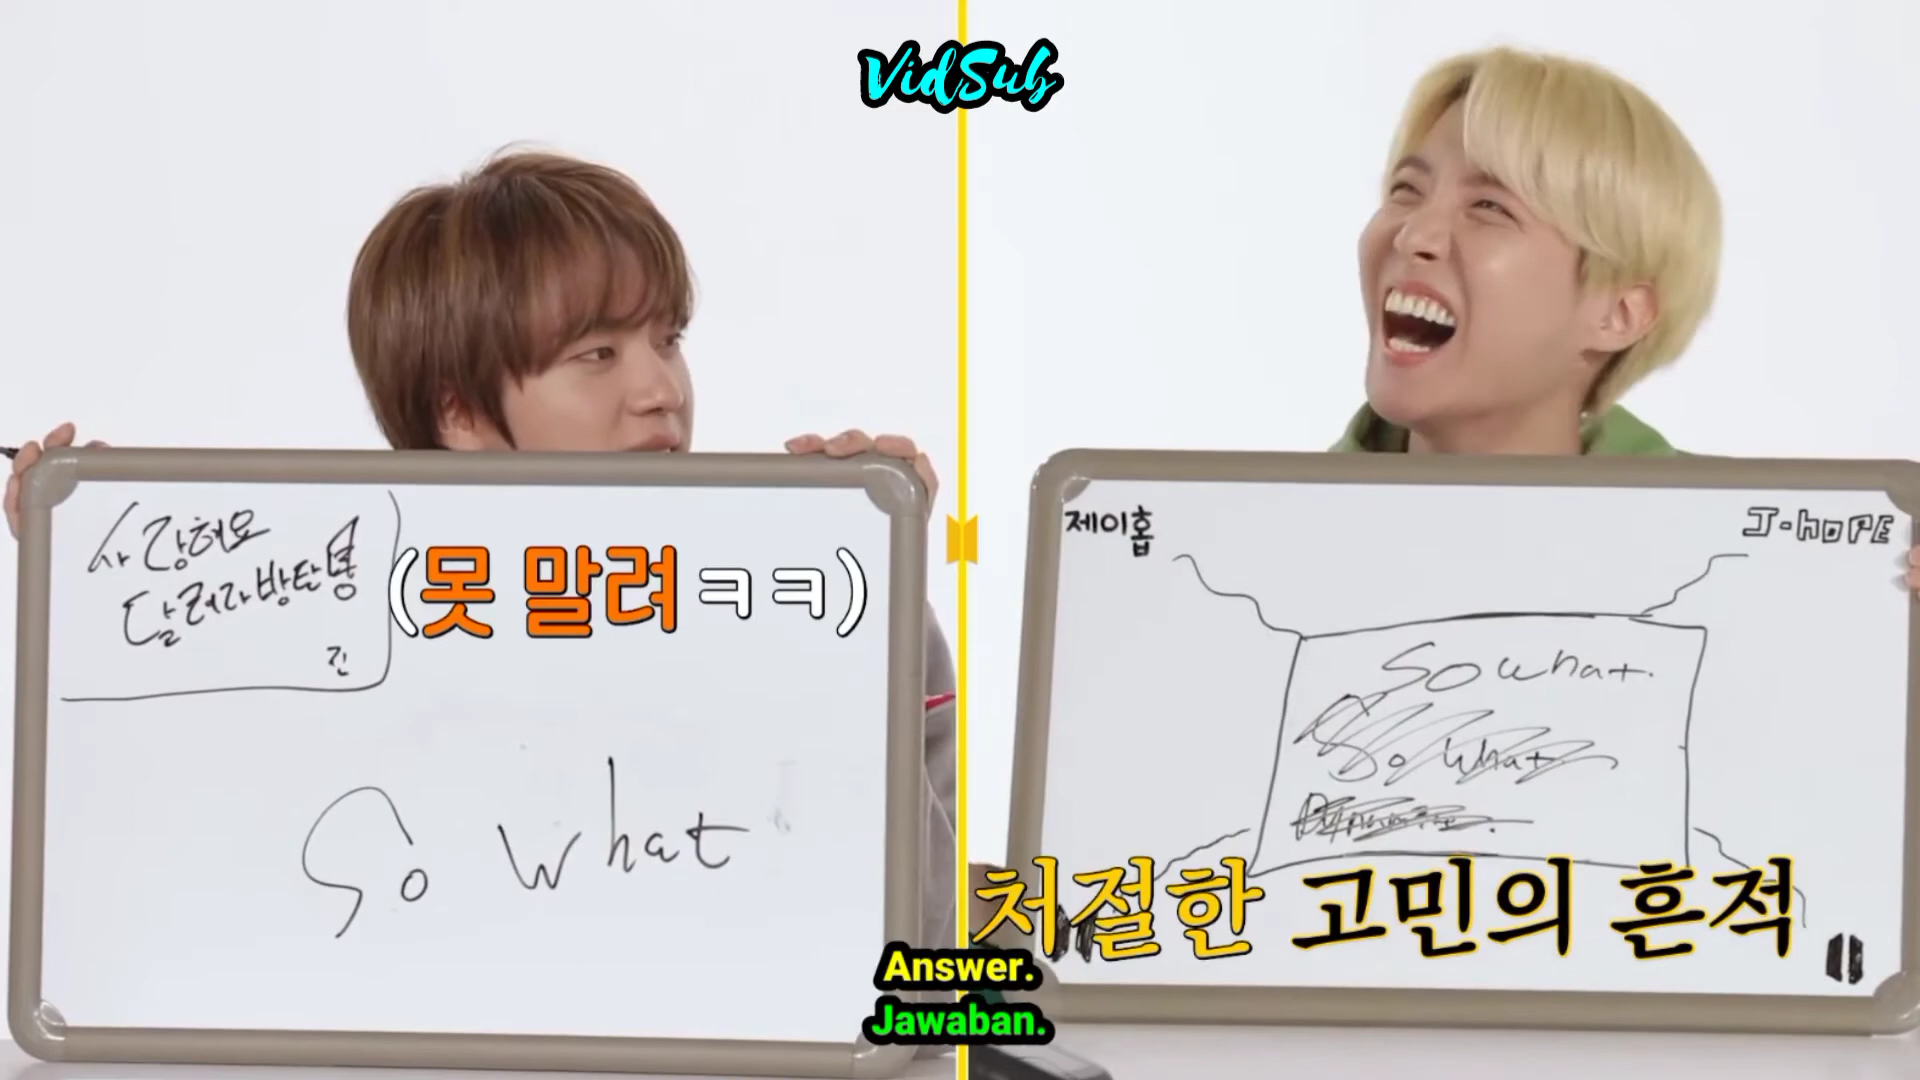 VidSub
사랑해요
달려라방탄봉
진
(못 말려ㅋㅋ)
So what
제이홉
J-HOPE
So what.
So what
처절한 고민의 흔적
Answer.
Jawaban.